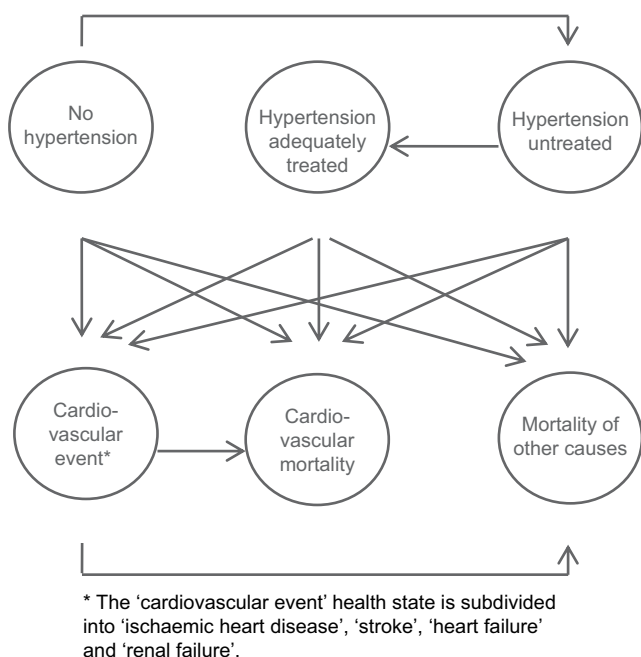 No
hypertension
Hypertension
adequately
treated
Hypertension
untreated
Cardio-
vascular
event*
Cardio-
vascular
mortality
Mortality of
other causes
* The ‘cardiovascular event’ health state is subdivided
into ‘ischaemic heart disease’, ‘stroke’, ‘heart failure’
and ‘renal failure’.